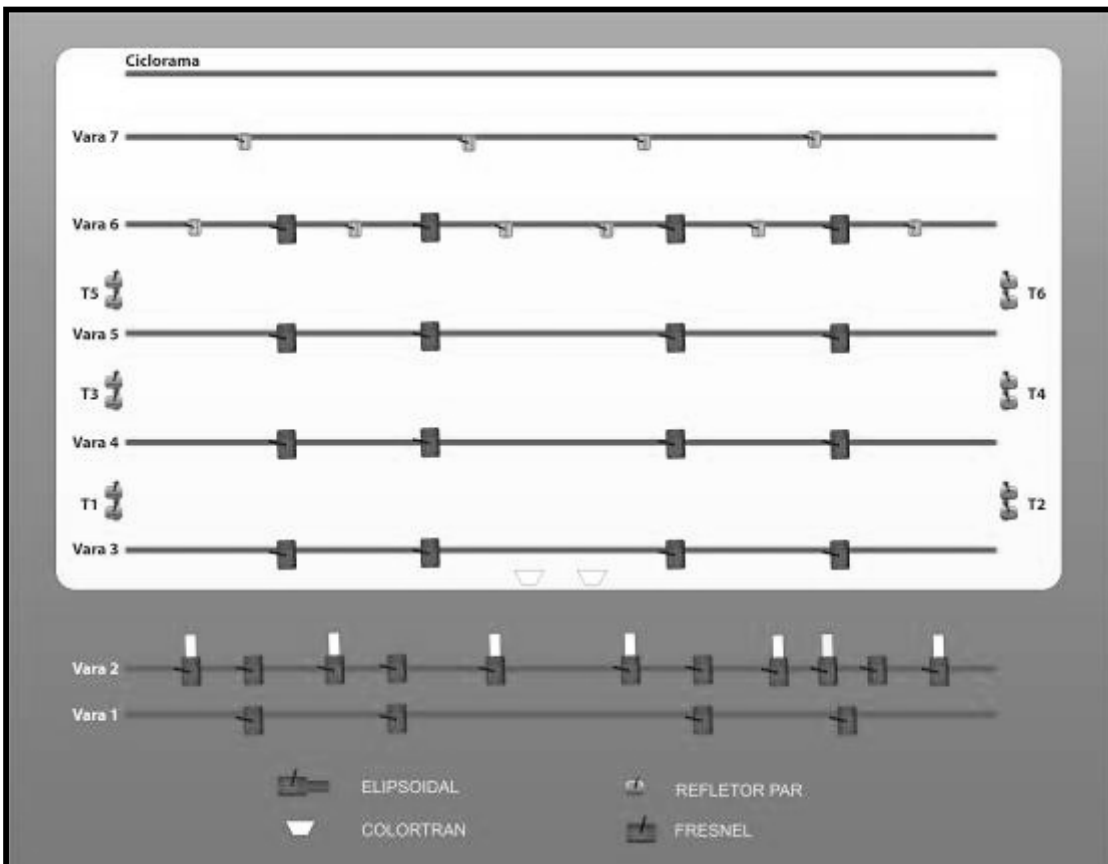 Ciclorama
Vara 7
Vara 6
T5
T6
Vara 5
T3
T4
Vara 4
T1
T2
Vara 3
Vara 2
Vara 1
ELIPSOIDAL
REFLETOR PAR
COLORTRAN
FRESNEL